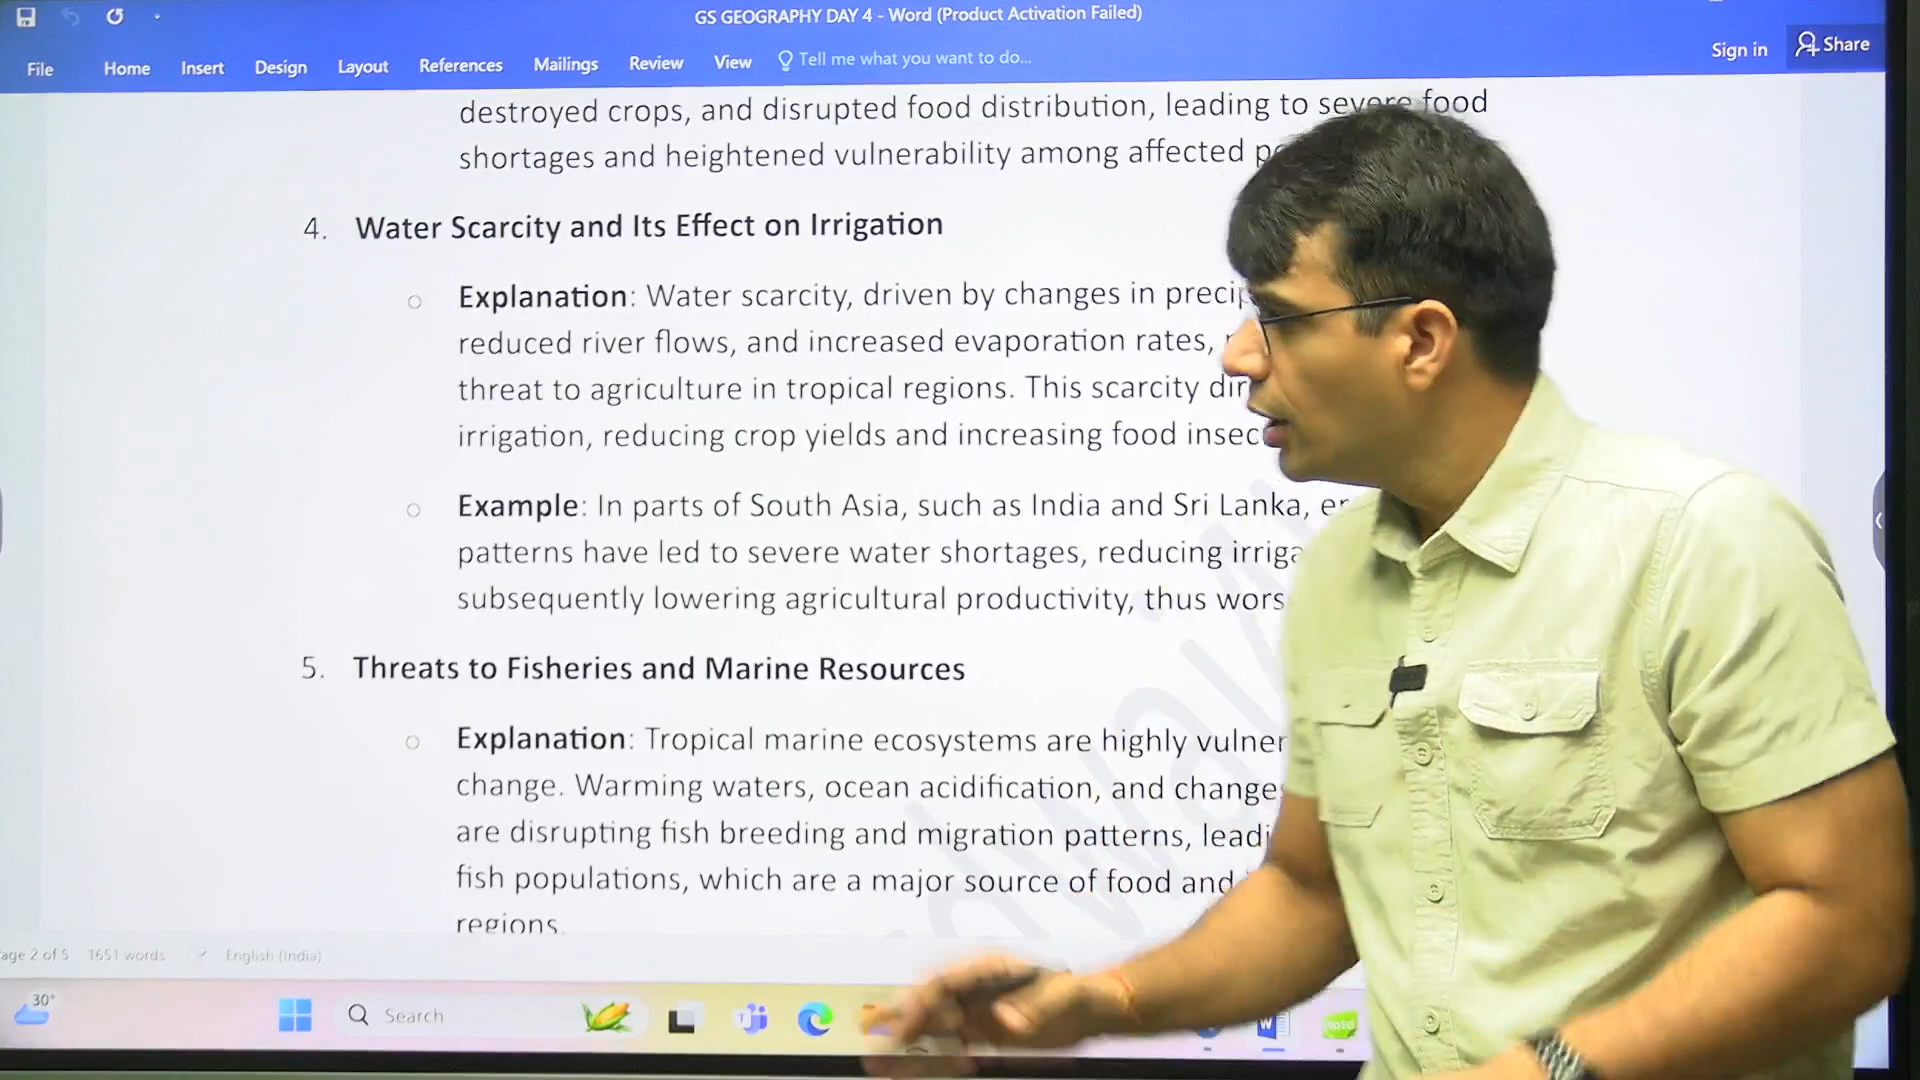 GS GEOGRAPHY DAY 4 - Word (Product Activation Failed)
File Home Insert Design Layout References Mailings Review View Tell me what you want to do... Sign in Share
destroyed crops, and disrupted food distribution, leading to severe food
shortages and heightened vulnerability among affected
4. Water Scarcity and Its Effect on Irrigation
Explanation: Water scarcity, driven by changes in
reduced river flows, and increased evaporation rates,
threat to agriculture in tropical regions. This scarcity
irrigation, reducing crop yields and increasing food
Example: In parts of South Asia, such as India and Sri Lanka,
patterns have led to severe water shortages, reducing
subsequently lowering agricultural productivity, thus
5. Threats to Fisheries and Marine Resources
Explanation: Tropical marine ecosystems are highly
change. Warming waters, ocean acidification, and
are disrupting fish breeding and migration patterns,
fish populations, which are a major source of food and
regions.
age 2 of 5 1651 words English (India)
30°
Search